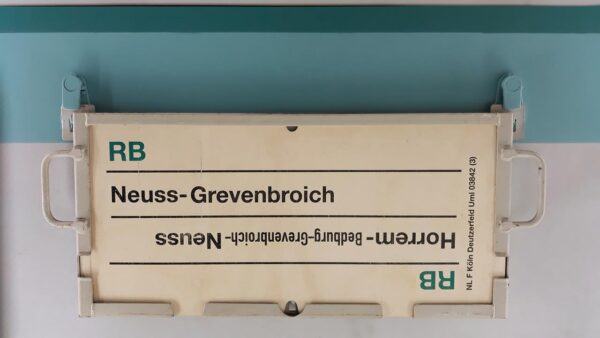 RB
Neuss-Grevenbroich
Horrem-Bedburg-Grevenbroich-Neuss
RB
NL F Köln Deutzerfeld Uml 03842 (3)